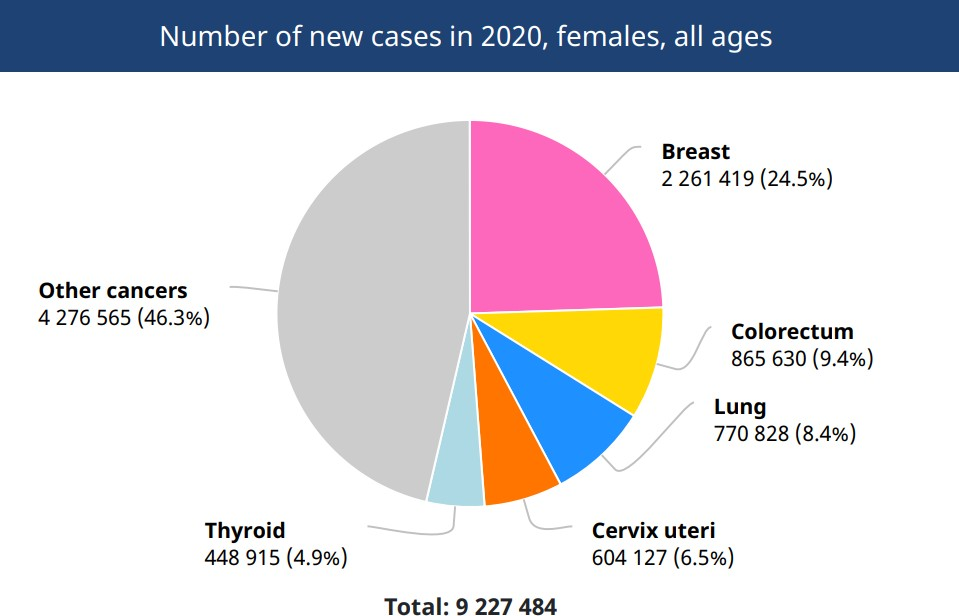 Number of new cases in 2020, females, all ages
Breast
2 261 419 (24.5%)
Colorectum
865 630 (9.4%)
Lung
770 828 (8.4%)
Cervix uteri
604 127 (6.5%)
Thyroid
448 915 (4.9%)
Other cancers
4 276 565 (46.3%)
Total: 9 227 484